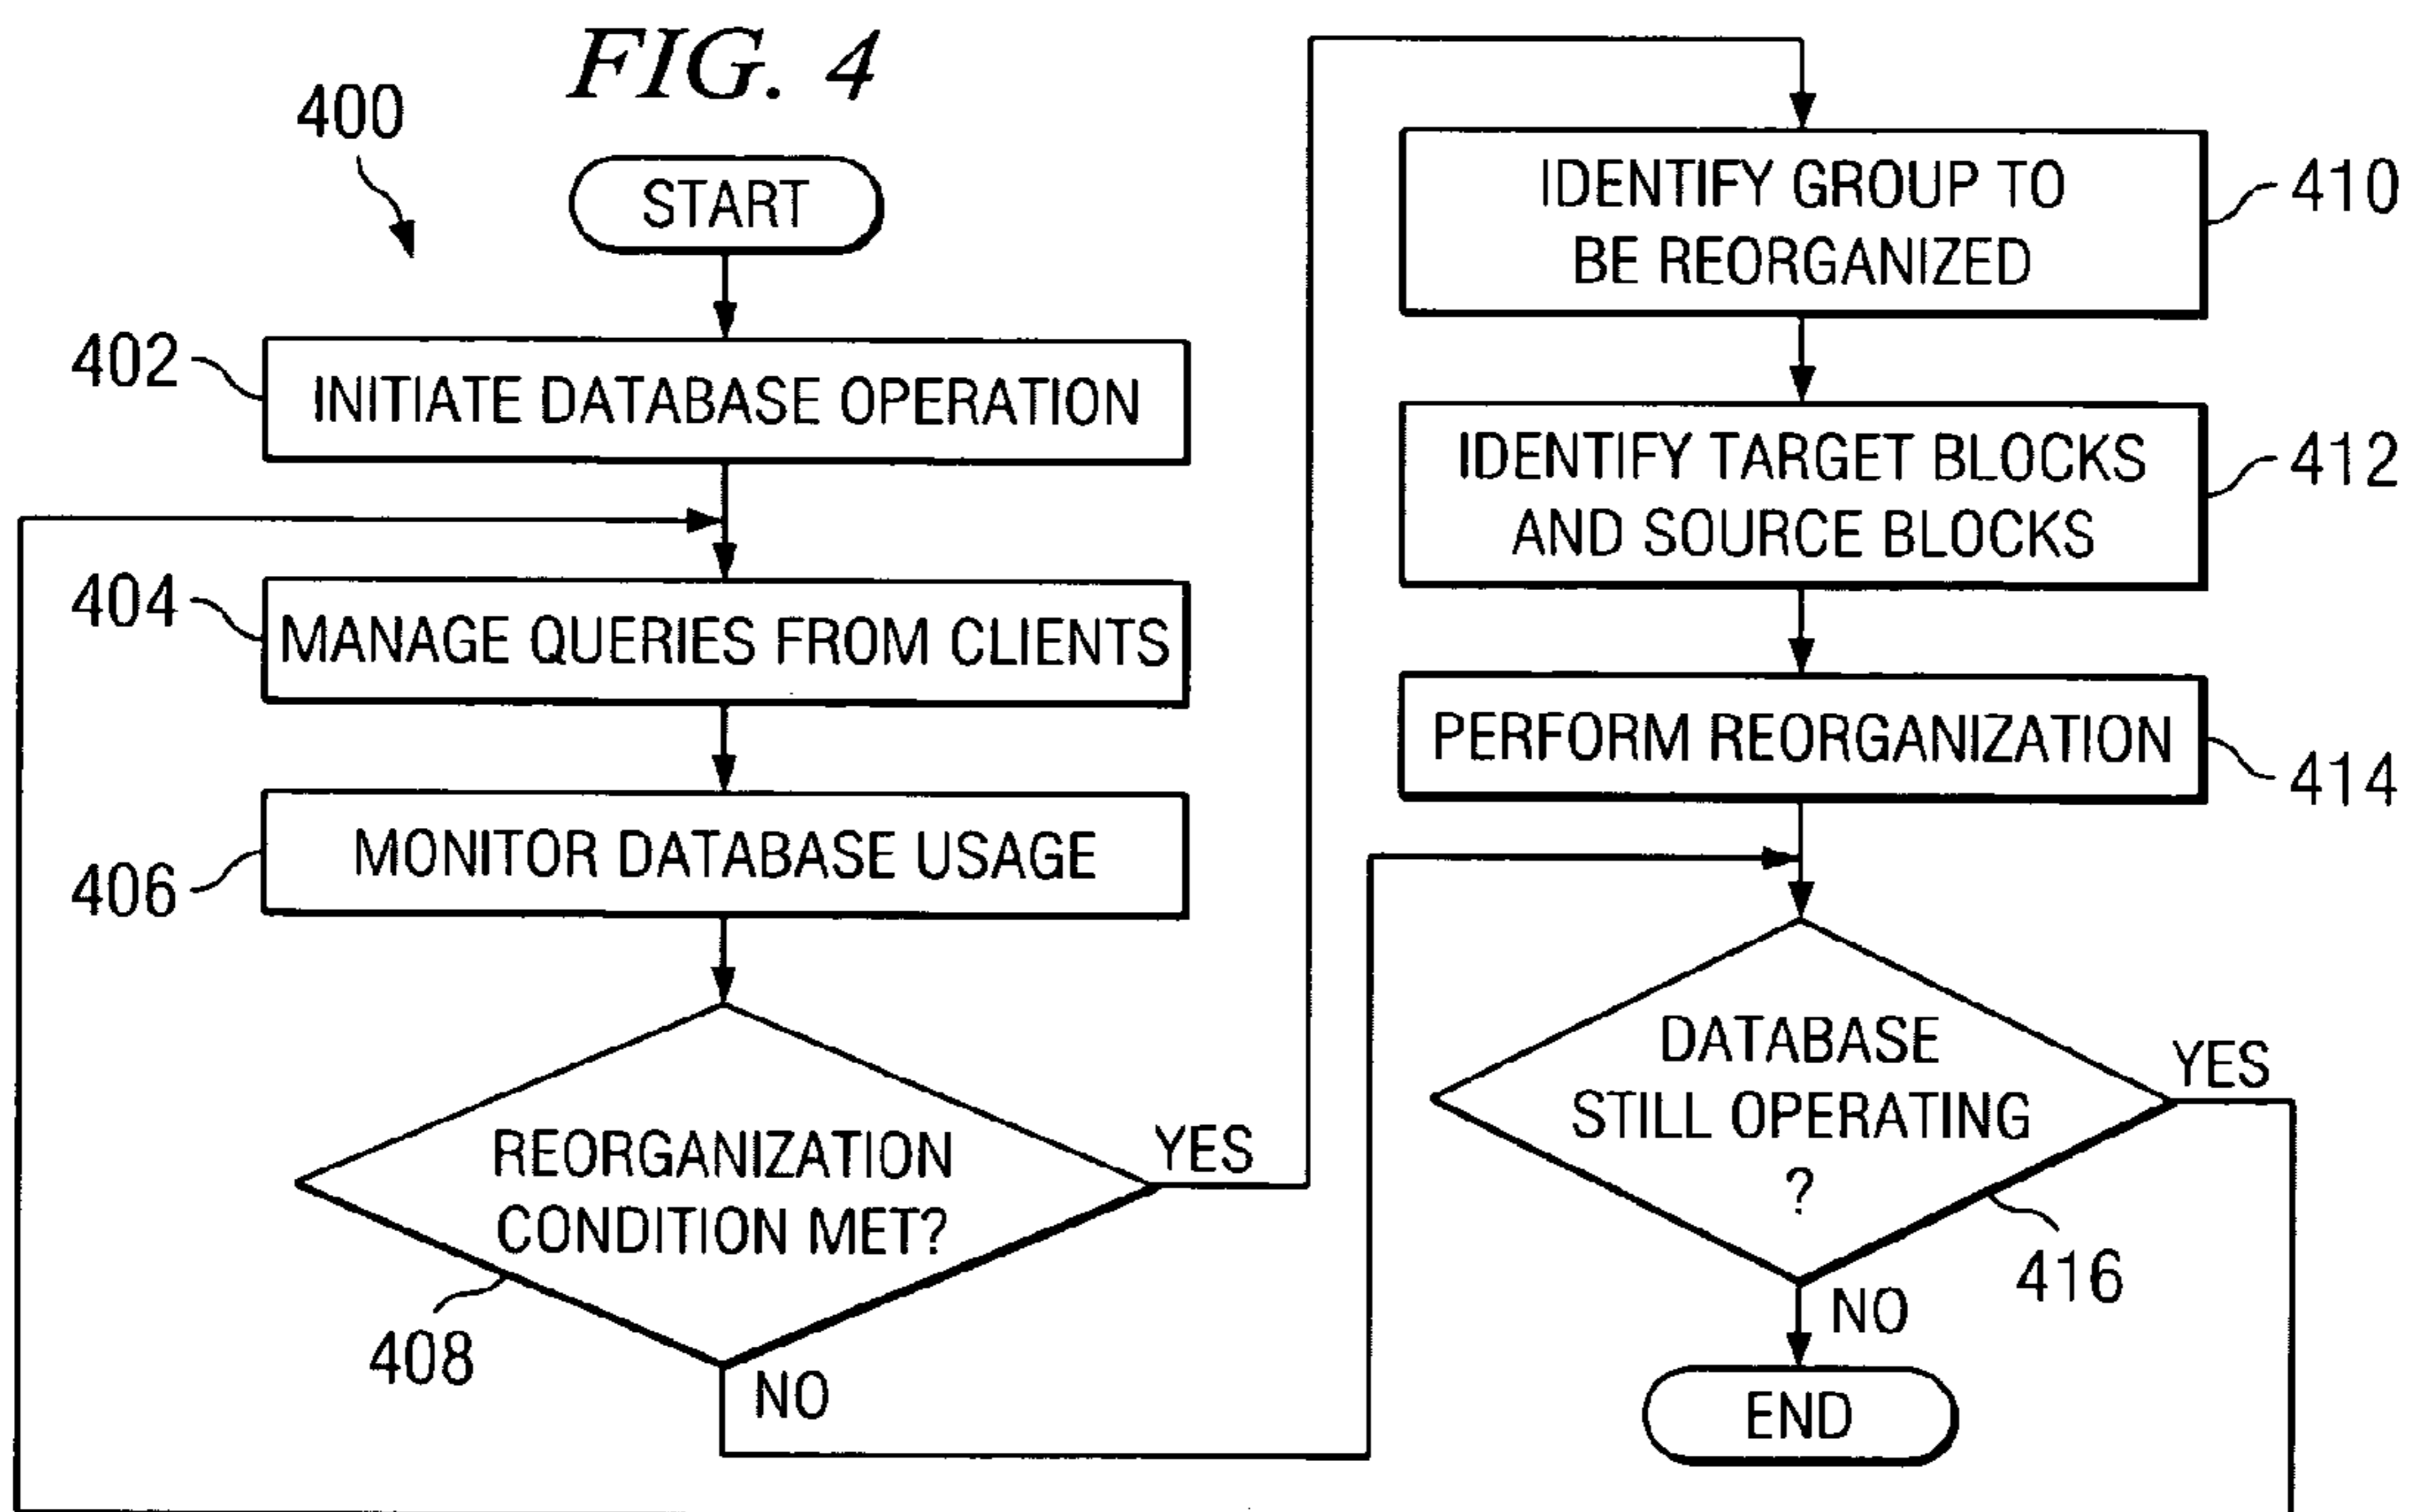 FIG. 4
400
START
402
INITIATE DATABASE OPERATION
404
MANAGE QUERIES FROM CLIENTS
406
MONITOR DATABASE USAGE
REORGANIZATION
CONDITION MET?
YES
408
NO
IDENTIFY GROUP TO
BE REORGANIZED
410
IDENTIFY TARGET BLOCKS
AND SOURCE BLOCKS
412
PERFORM REORGANIZATION
414
DATABASE
STILL OPERATING
?
YES
416
NO
END